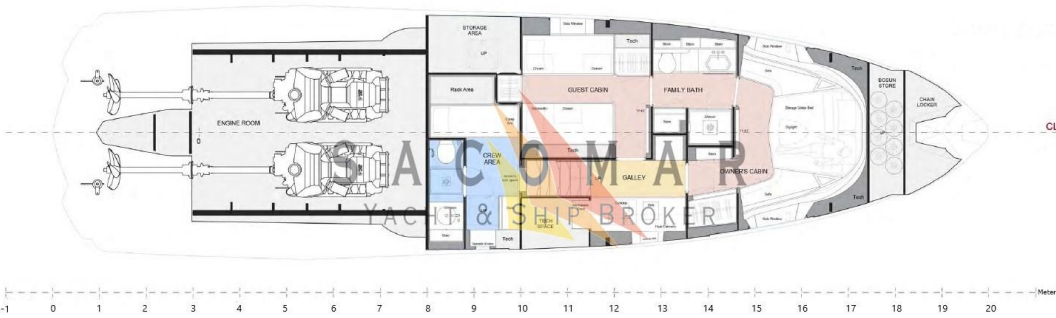 STORAGE
AREA
UP
Rack Area
ENGINE ROOM
Tech
GUEST CABIN
FAMILY BATH
Tech
BOSUN
STORE
CHAIN
LOCKER
CL
CREW
AREA
GALLEY
OWNER'S CABIN
Tech
TECH
SPACE
Tech
Tech
SACOMAR
YACHT & SHIP BROKER
Meter
-1 0 1 2 3 4 5 6 7 8 9 10 11 12 13 14 15 16 17 18 19 20